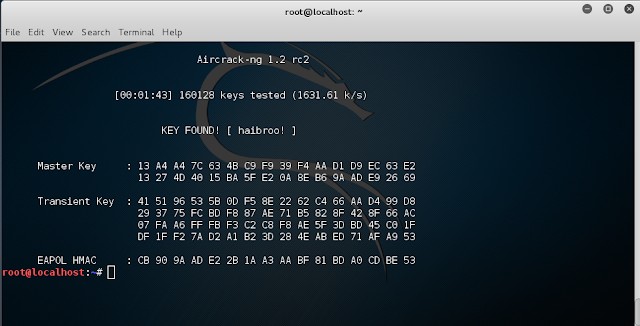 root@localhost: ~
File Edit View Search Terminal Help
Aircrack-ng 1.2 rc2
[00:01:43] 160128 keys tested (1631.61 k/s)
KEY FOUND! [ haibroo! ]
Master Key : 13 A4 A4 7C 63 4B C9 F9 39 F4 AA D1 D9 EC 63 E2
13 27 4D 40 15 BA 5F E2 0A 8E B6 9A AD E9 26 69
Transient Key : 41 51 96 53 5B 0D F5 8E 22 62 C4 66 AA D4 99 D8
29 37 75 FC BD F8 87 AE 71 B5 82 8F 42 8F 66 AC
07 FA A6 FF FB F3 C2 C8 F8 AE 5F 3D BD 45 C0 1F
DF 1F F2 7A D2 A1 B2 3D 28 4E AB ED 71 AF A9 53
EAPOL HMAC : CB 90 9A AD E2 2B 1A A3 AA BF 81 BD A0 CD BE 53
root@localhost:~#